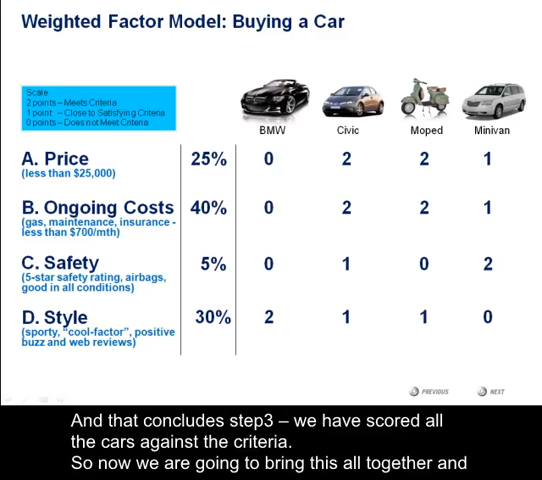 Weighted Factor Model: Buying a Car
Scale
2 points – Meets Criteria
1 point – Close to Satisfying Criteria
0 points – Does not Meet Criteria
BMW Civic Moped Minivan
A. Price 25% 0 2 2 1
(less than $25,000)
B. Ongoing Costs 40% 0 2 2 1
(gas, maintenance, insurance -
less than $700/mth)
C. Safety 5% 0 1 0 2
(5-star safety rating, airbags,
good in all conditions)
D. Style 30% 2 1 1 0
(sporty, "cool-factor", positive
buzz and web reviews)
PREVIOUS NEXT
And that concludes step3 – we have scored all
the cars against the criteria.
So now we are going to bring this all together and